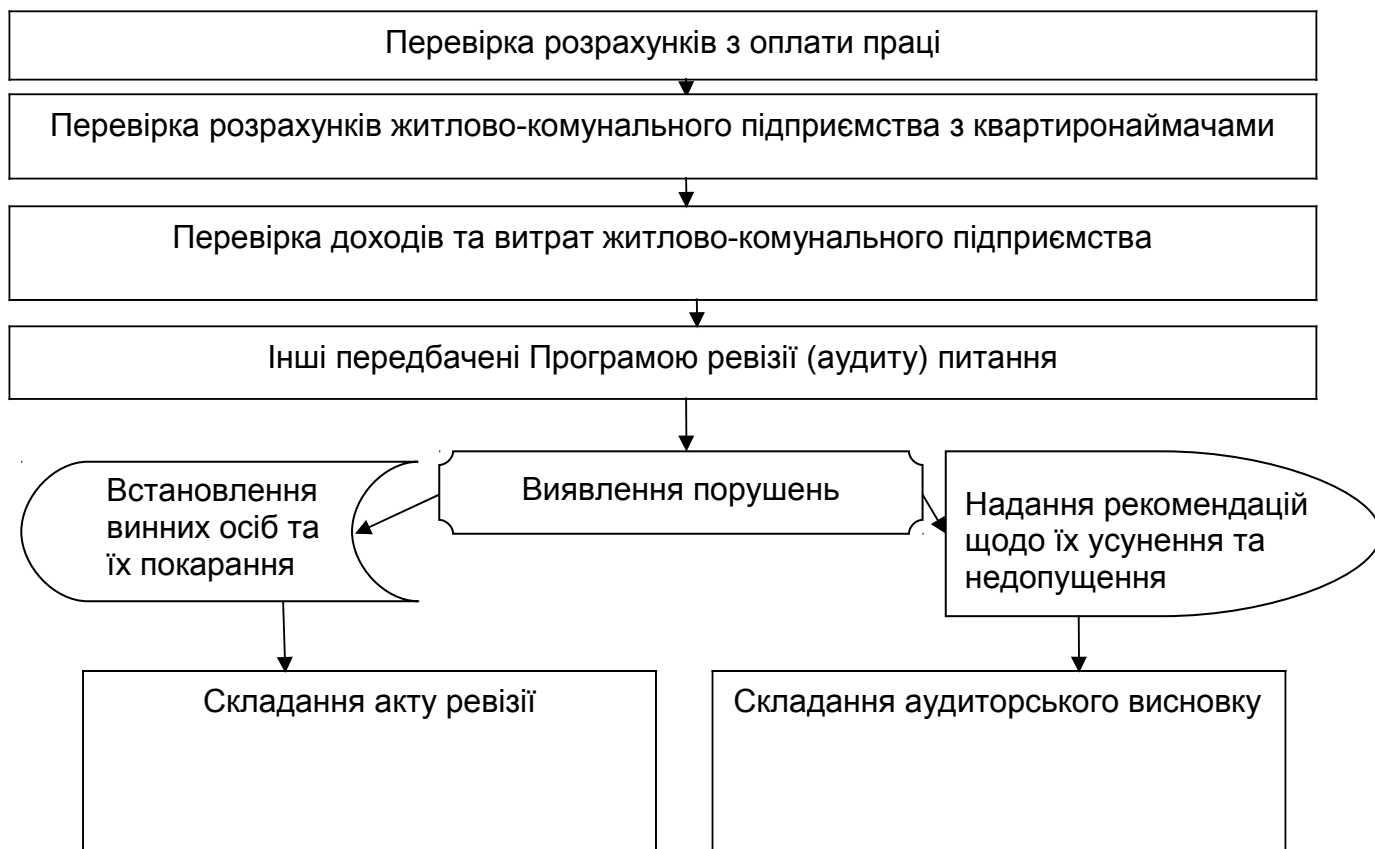 Перевірка розрахунків з оплати праці
Перевірка розрахунків житлово-комунального підприємства з квартиронаймачами
Перевірка доходів та витрат житлово-комунального підприємства
Інші передбачені Програмою ревізії (аудиту) питання
Виявлення порушень
Встановлення
винних осіб та
їх покарання
Надання рекомендацій
щодо їх усунення та
недопущення
Складання акту ревізії
Складання аудиторського висновку